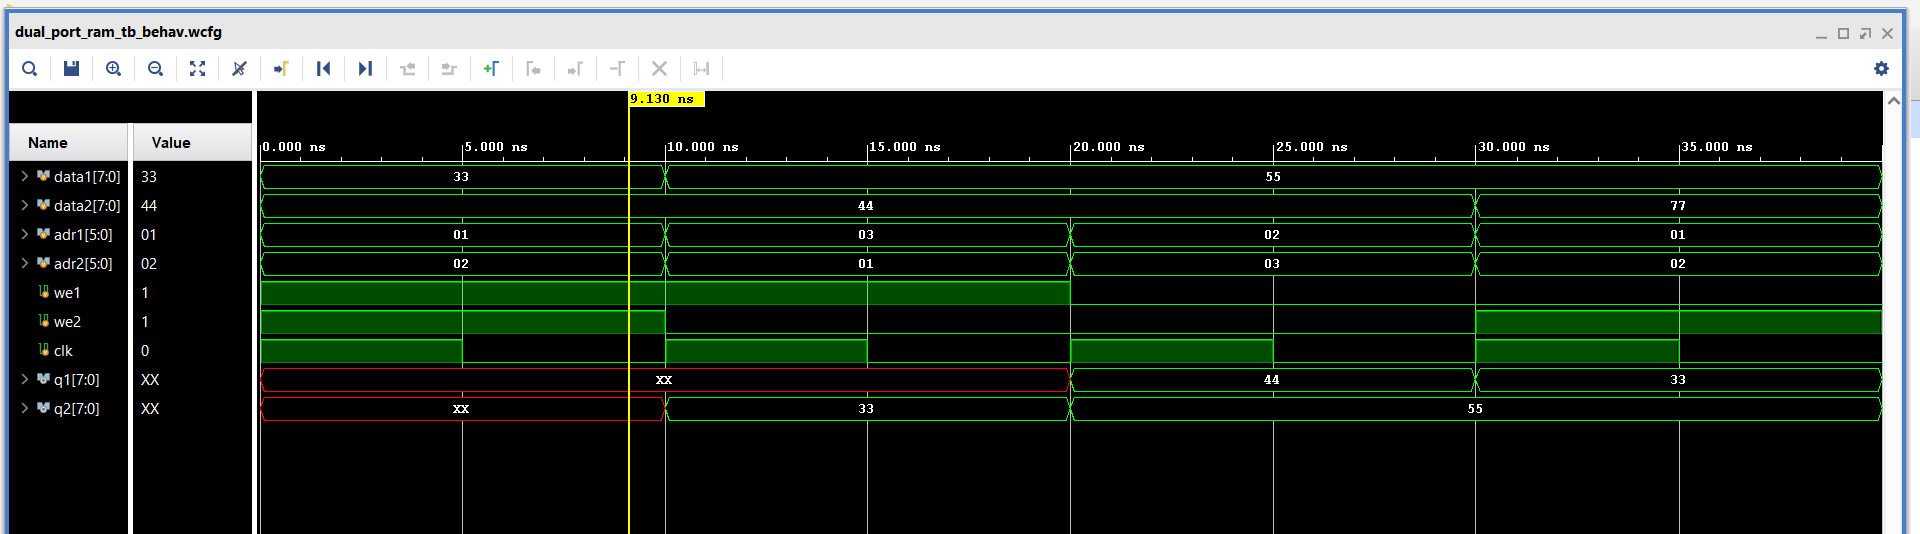 dual_port_ram_tb_behav.wcfg
9.130 ns
Name Value
0.000 ns 5.000 ns 10.000 ns 15.000 ns 20.000 ns 25.000 ns 30.000 ns 35.000 ns
data1[7:0] 33 33 55
data2[7:0] 44 44 77
adr1[5:0] 01 01 03 02 01
adr2[5:0] 02 02 01 03 02
we1 1
we2 1
clk 0
q1[7:0] XX XX 44 33
q2[7:0] XX XX 33 55